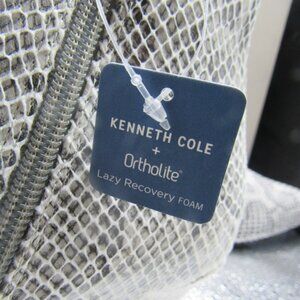 KENNETH COLE
+
Ortholite®
Lazy Recovery FOAM